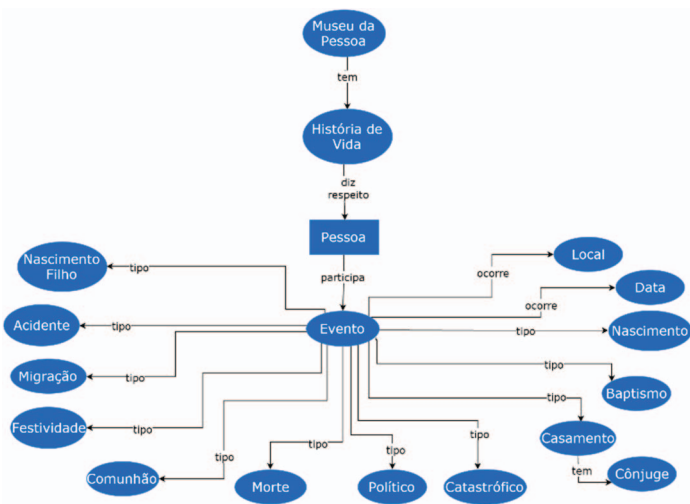 Museu da
Pessoa
tem
História de
Vida
diz
respeito
Pessoa
participa
Evento
Nascimento
Filho
tipo
Acidente
tipo
Migração
tipo
Festividade
tipo
Comunhão
tipo
Morte
tipo
Político
tipo
Catastrófico
tipo
Casamento
tipo
tem
Cônjuge
Baptismo
tipo
Nascimento
tipo
Data
ocorre
Local
ocorre